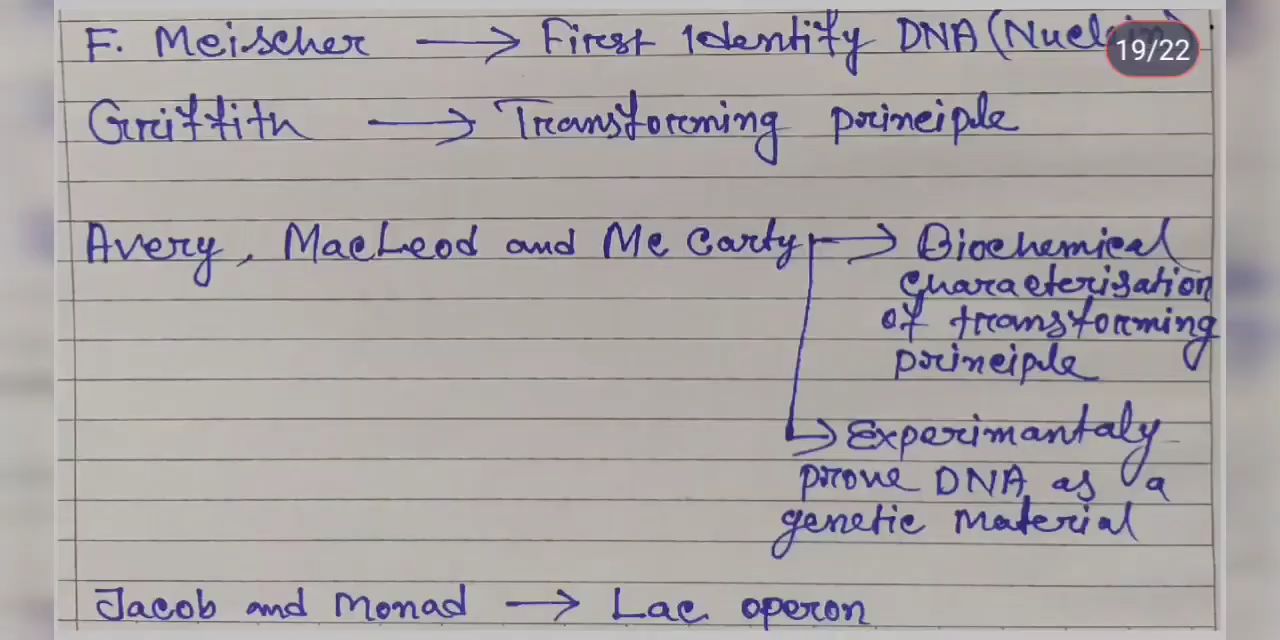 F. Meischer → First Identify DNA (Nuclein)
19/22
Griffith → Transforming principle
Avery, MacLeod and Mc Carty → Biochemical
Characterisation
of transforming
principle
→ Experimantaly
prove DNA as a
genetic Material
Jacob and Monad → Lac operon